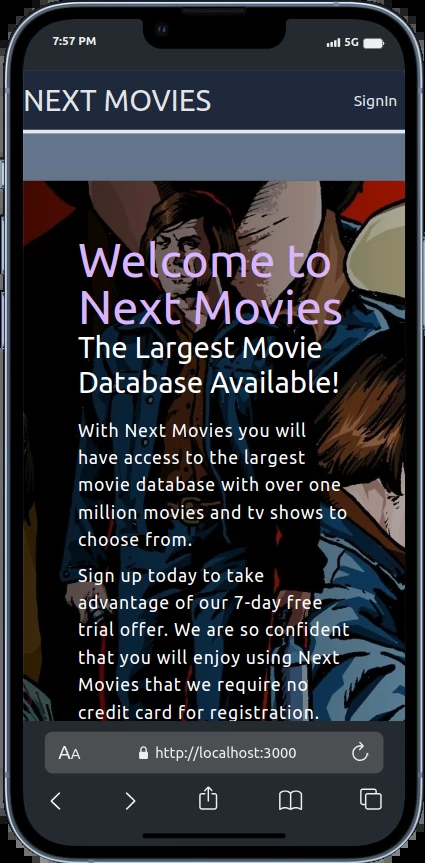 7:57 PM 5G
NEXT MOVIES SignIn
Welcome to
Next Movies
The Largest Movie
Database Available!
With Next Movies you will
have access to the largest
movie database with over one
million movies and tv shows to
choose from.
Sign up today to take
advantage of our 7-day free
trial offer. We are so confident
that you will enjoy using Next
Movies that we require no
credit card for registration.
AA http://localhost:3000